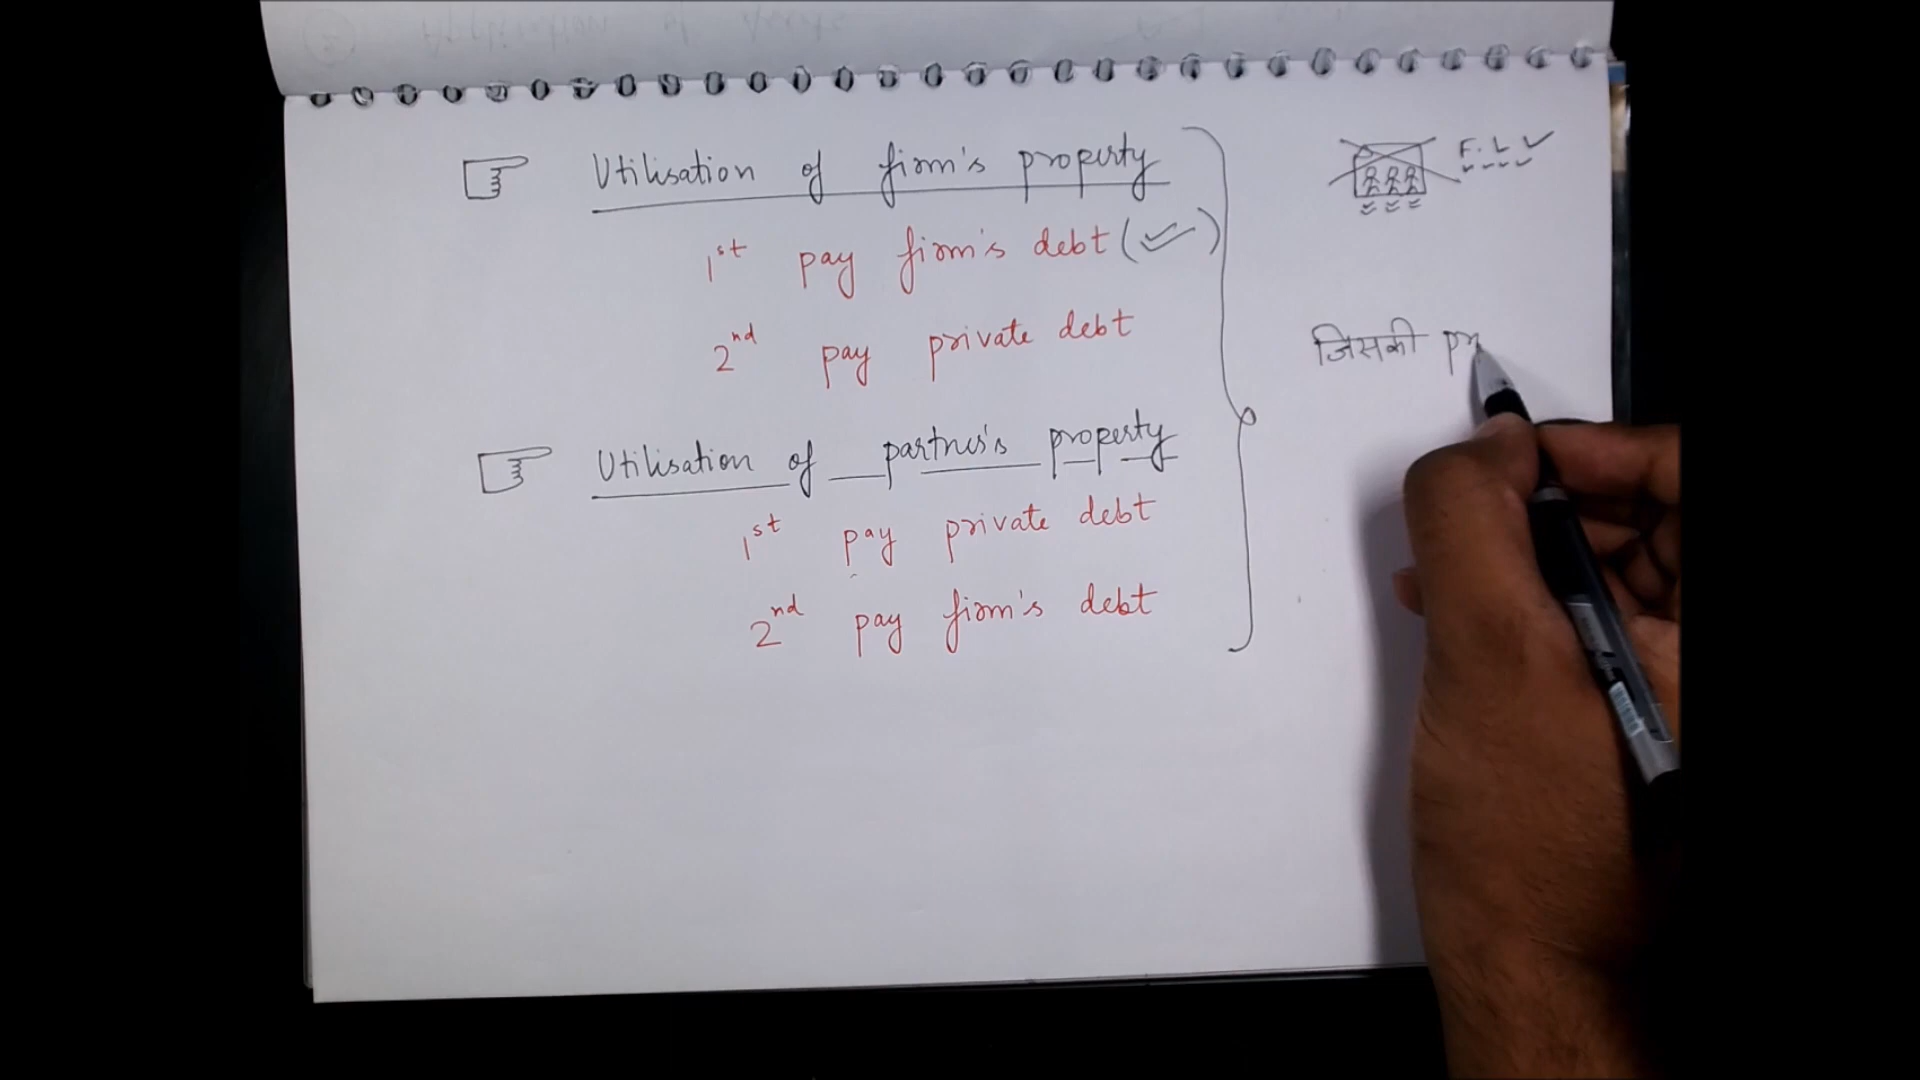 Utilisation of firm's property
1st pay firm's debt (✓)
2nd pay private debt
Utilisation of partner's property
1st pay private debt
2nd pay firm's debt
F. L ✓
जिसकी pr